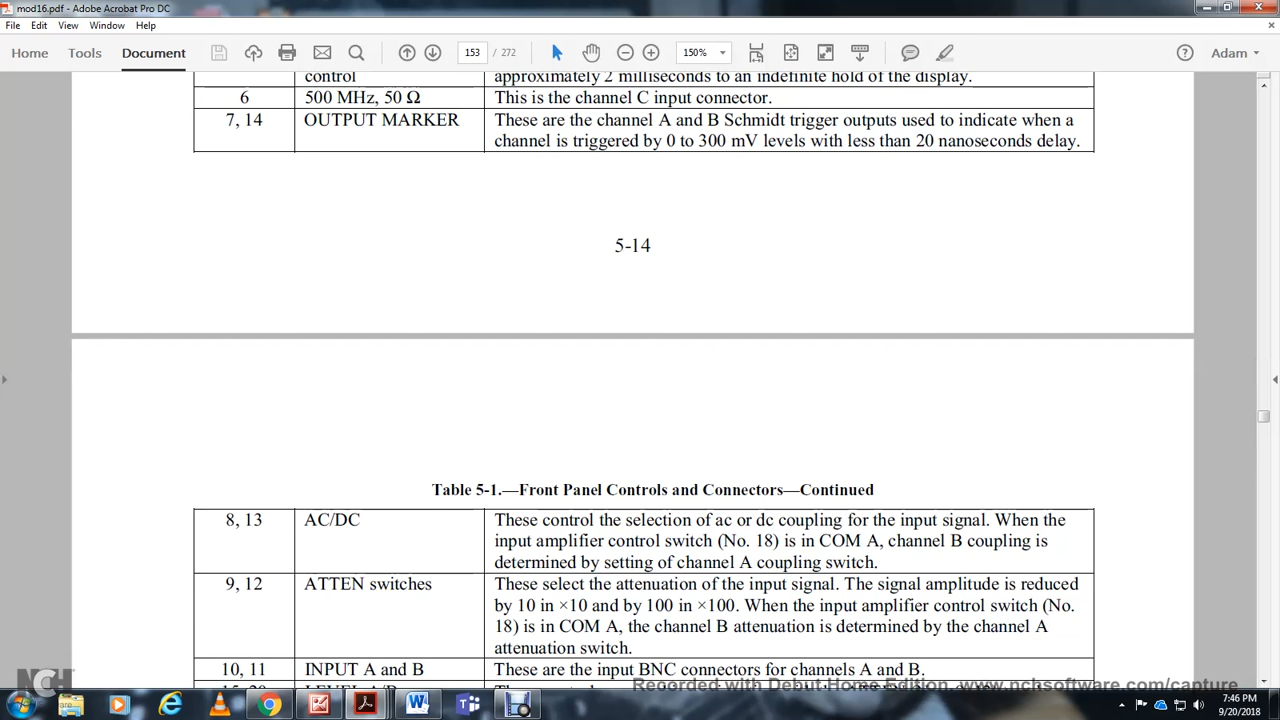 mod16.pdf - Adobe Acrobat Pro DC
File Edit View Window Help
Home Tools Document 153 / 272 150% Adam
control approximately 2 milliseconds to an indefinite hold of the display.
6 500 MHz, 50 Ω This is the channel C input connector.
7, 14 OUTPUT MARKER These are the channel A and B Schmidt trigger outputs used to indicate when a
channel is triggered by 0 to 300 mV levels with less than 20 nanoseconds delay.
5-14
Table 5-1.—Front Panel Controls and Connectors—Continued
8, 13 AC/DC These control the selection of ac or dc coupling for the input signal. When the
input amplifier control switch (No. 18) is in COM A, channel B coupling is
determined by setting of channel A coupling switch.
9, 12 ATTEN switches These select the attenuation of the input signal. The signal amplitude is reduced
by 10 in ×10 and by 100 in ×100. When the input amplifier control switch (No.
18) is in COM A, the channel B attenuation is determined by the channel A
attenuation switch.
10, 11 INPUT A and B These are the input BNC connectors for channels A and B.
Recorded with Debut Home Edition www.nchsoftware.com/capture
NCH
7:46 PM
9/20/2018